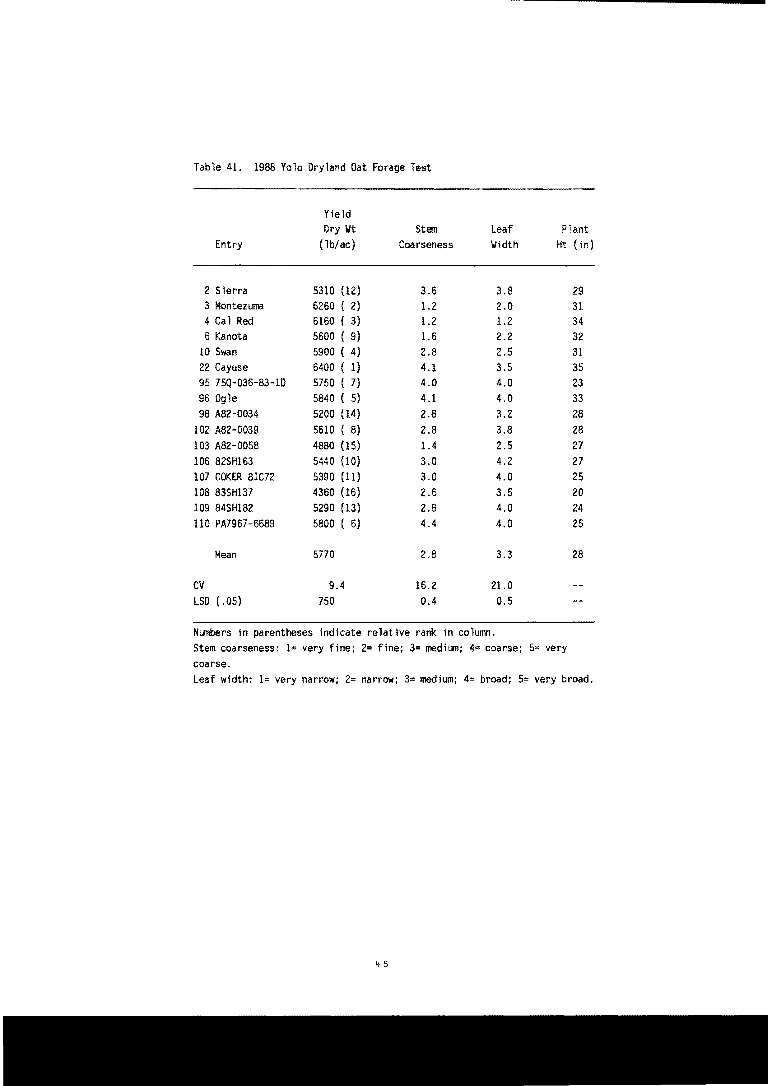 Table 41. 1986 Yolo Dryland Oat Forage Test
Yield
Dry Wt Stem Leaf Plant
Entry (lb/ac) Coarseness Width Ht (in)
2 Sierra 5310 (12) 3.6 3.8 29
3 Montezuma 6260 ( 2) 1.2 2.0 31
4 Cal Red 6160 ( 3) 1.2 1.2 34
6 Kanota 5600 ( 9) 1.6 2.2 32
10 Swan 5900 ( 4) 2.8 2.5 31
22 Cayuse 6400 ( 1) 4.1 3.5 35
95 75Q-036-83-1D 5750 ( 7) 4.0 4.0 23
96 Ogle 5840 ( 5) 4.1 4.0 33
98 A82-0034 5200 (14) 2.6 3.2 28
102 A82-0039 5610 ( 8) 2.8 3.8 28
103 A82-0058 4880 (15) 1.4 2.5 27
106 82SH163 5440 (10) 3.0 4.2 27
107 COKER 81C72 5390 (11) 3.0 4.0 25
108 83SH137 4360 (16) 2.6 3.5 20
109 84SH182 5290 (13) 2.8 4.0 24
110 PA7967-6689 5800 ( 6) 4.4 4.0 25
Mean 5770 2.8 3.3 28
CV 9.4 16.2 21.0 --
LSD (.05) 750 0.4 0.5 --
Numbers in parentheses indicate relative rank in column.
Stem coarseness: 1= very fine; 2= fine; 3= medium; 4= coarse; 5= very
coarse.
Leaf width: 1= very narrow; 2= narrow; 3= medium; 4= broad; 5= very broad.
45